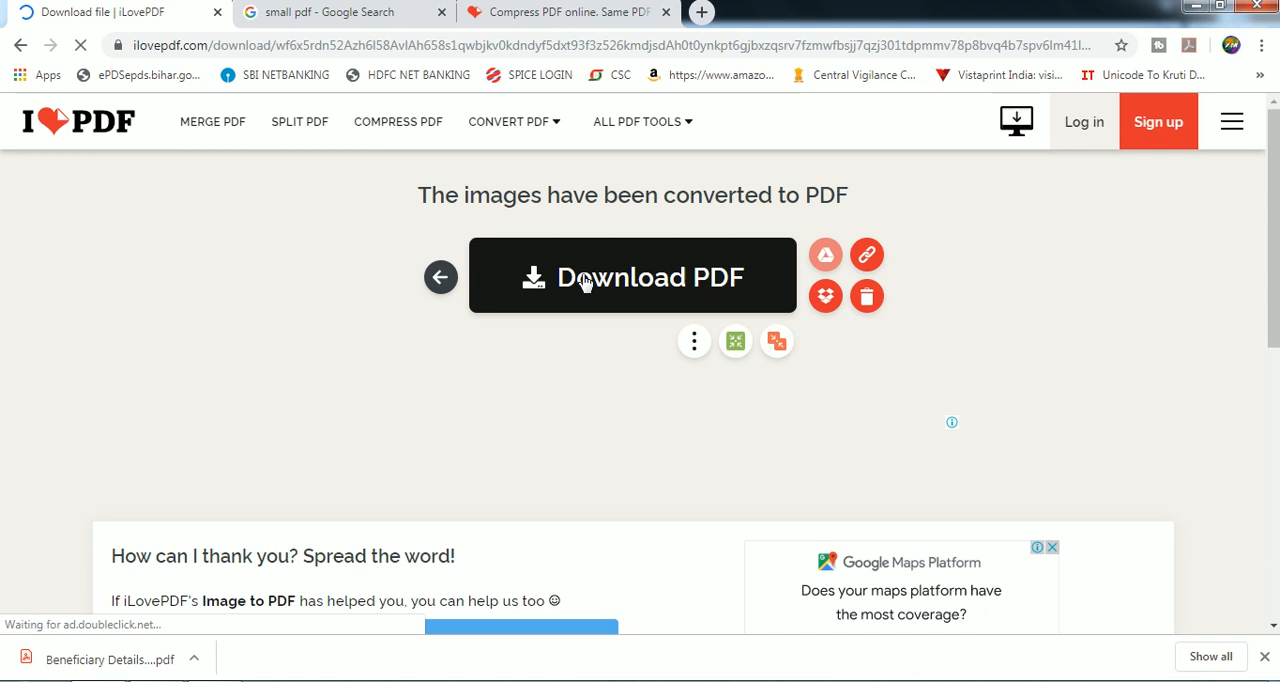 Download file | iLovePDF
small pdf - Google Search
Compress PDF online. Same PDF
Apps
ePDSepds.bihar.go...
SBI NETBANKING
HDFC NET BANKING
SPICE LOGIN
CSC
https://www.amazo...
Central Vigilance C...
Vistaprint India: visi...
IT Unicode To Kruti D...
»
I PDF
MERGE PDF
SPLIT PDF
COMPRESS PDF
CONVERT PDF
ALL PDF TOOLS
Log in
Sign up
The images have been converted to PDF
Download PDF
How can I thank you? Spread the word!
If iLovePDF's Image to PDF has helped you, you can help us too ☺
Google Maps Platform
Does your maps platform have
the most coverage?
Waiting for ad.doubleclick.net...
Beneficiary Details....pdf
Show all